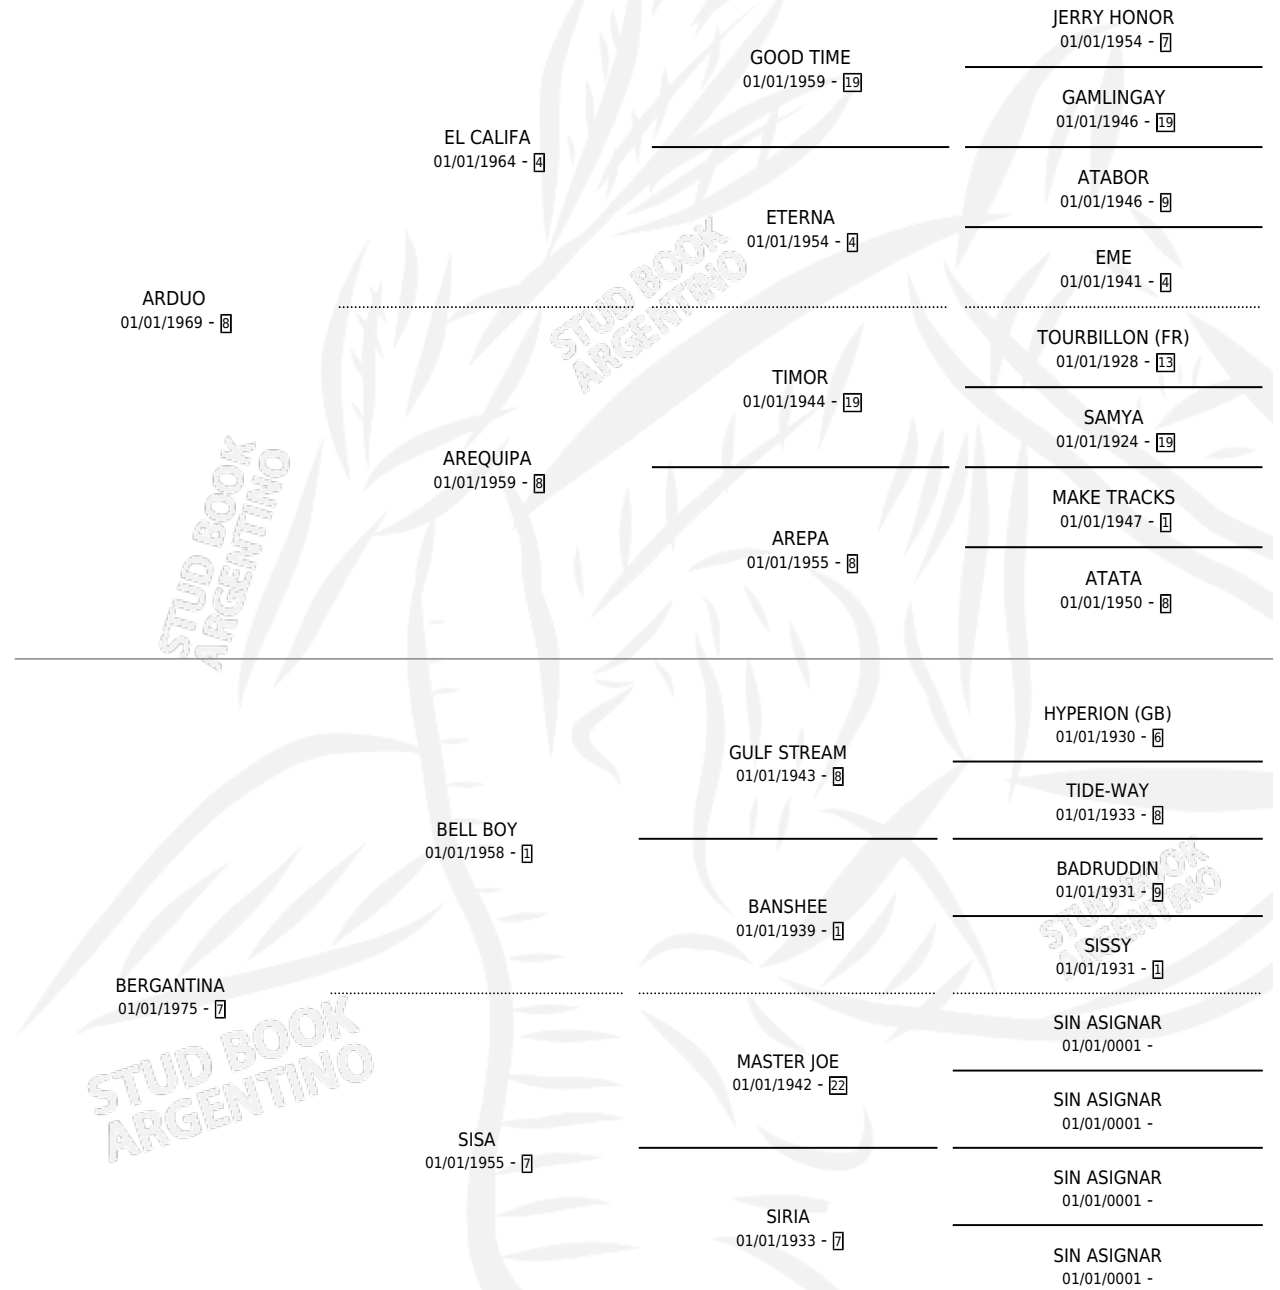 JERRY HONOR
01/01/1954 - 7
GOOD TIME
01/01/1959 - 19
GAMLINGAY
01/01/1946 - 19
EL CALIFA
01/01/1964 - 4
ATABOR
01/01/1946 - 9
ETERNA
01/01/1954 - 4
EME
01/01/1941 - 4
ARDUO
01/01/1969 - 8
STUD BOOK
ARGENTINO
TOURBILLON (FR)
01/01/1928 - 13
TIMOR
01/01/1944 - 19
SAMYA
01/01/1924 - 19
AREQUIPA
01/01/1959 - 8
MAKE TRACKS
01/01/1947 - 1
AREPA
01/01/1955 - 8
ATATA
01/01/1950 - 8
STUD BOOK
ARGENTINO
HYPERION (GB)
01/01/1930 - 6
GULF STREAM
01/01/1943 - 8
TIDE-WAY
01/01/1933 - 8
BELL BOY
01/01/1958 - 1
BADRUDDIN
01/01/1931 - 9
BANSHEE
01/01/1939 - 1
SISSY
01/01/1931 - 1
STUD BOOK
ARGENTINO
BERGANTINA
01/01/1975 - 7
SIN ASIGNAR
01/01/0001 -
MASTER JOE
01/01/1942 - 22
SIN ASIGNAR
01/01/0001 -
STUD BOOK
ARGENTINO
SISA
01/01/1955 - 7
SIN ASIGNAR
01/01/0001 -
SIRIA
01/01/1933 - 7
SIN ASIGNAR
01/01/0001 -